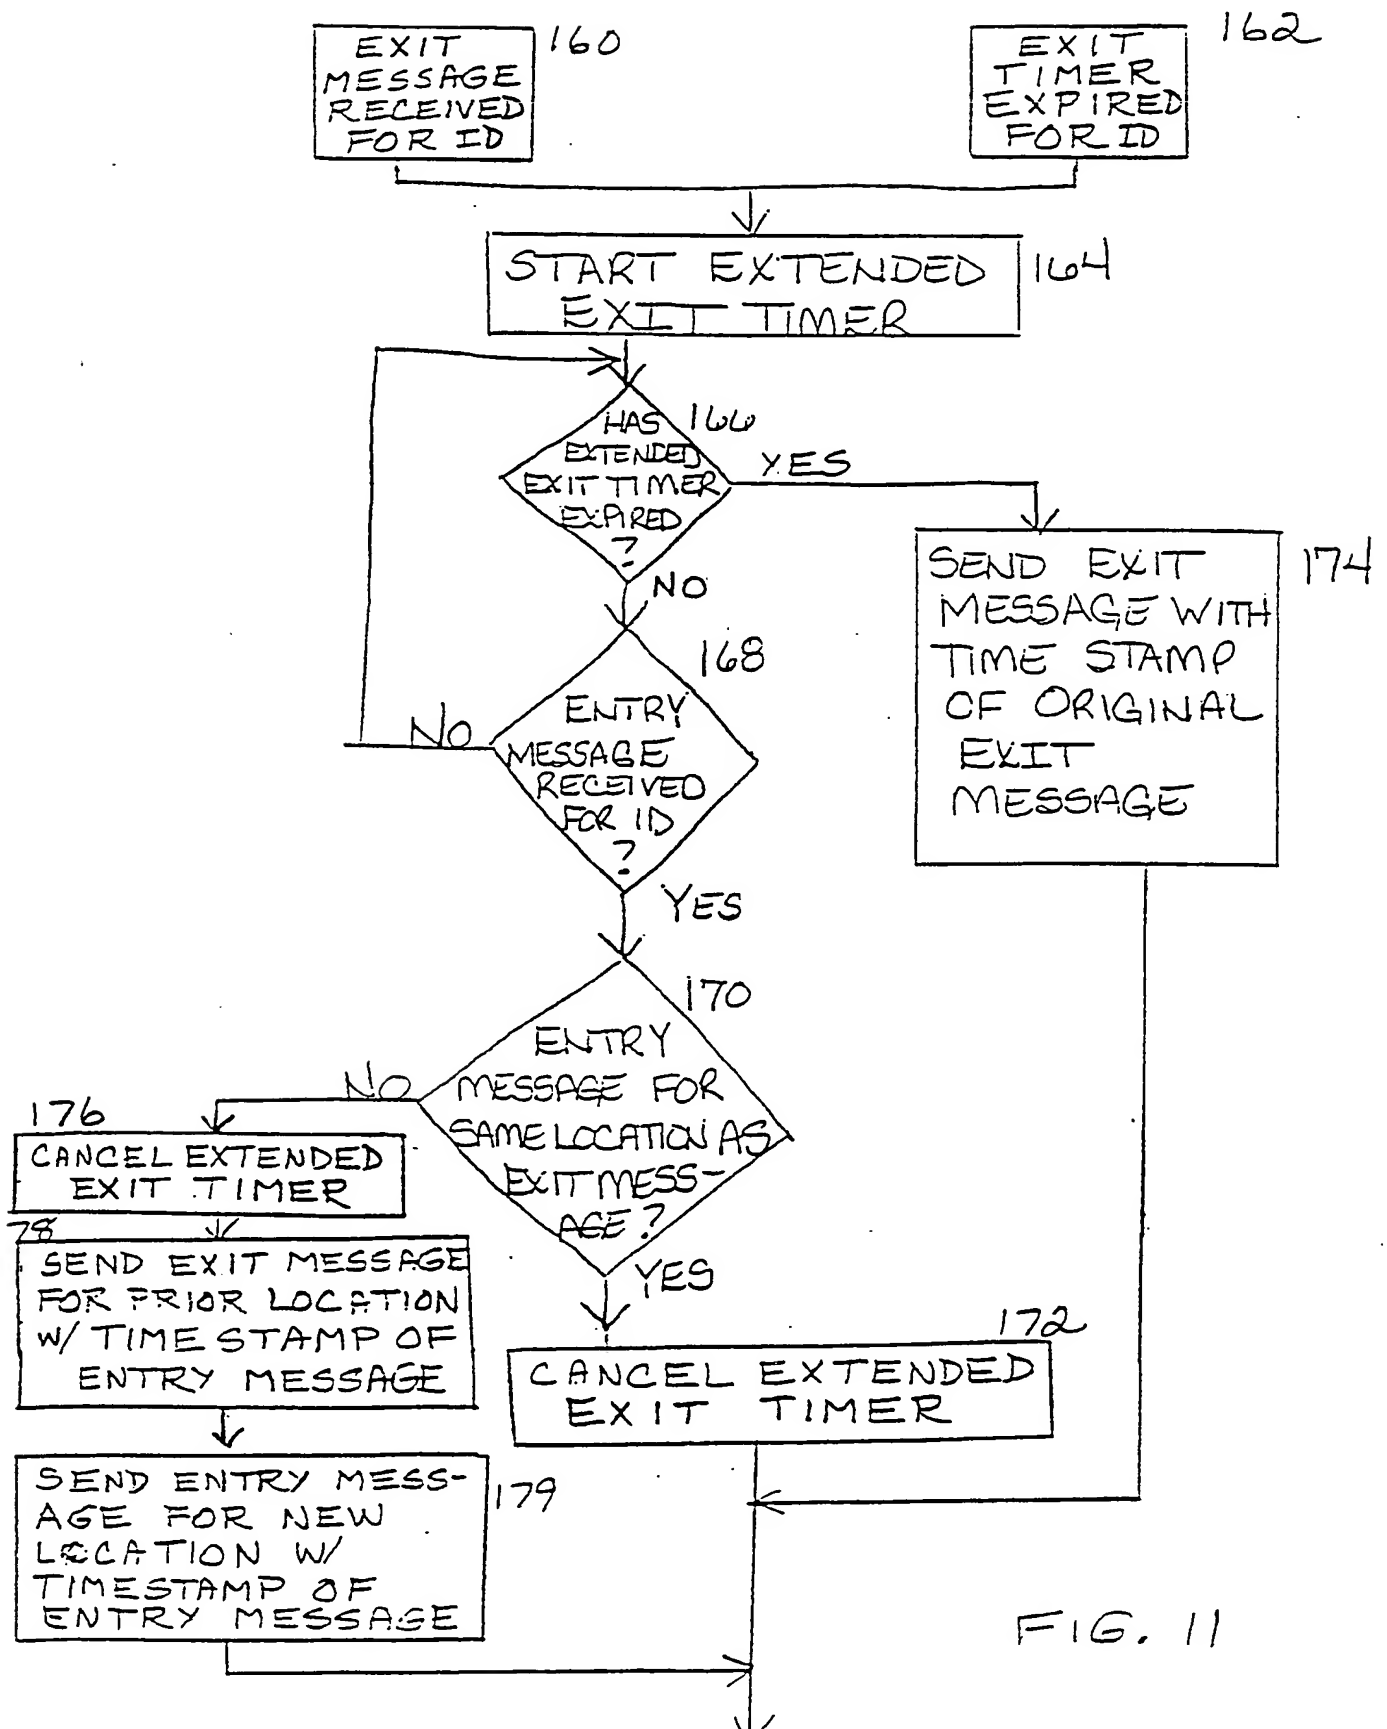 EXIT
MESSAGE
RECEIVED
FOR ID
160
EXIT
TIMER
EXPIRED
FOR ID
162
START EXTENDED
EXIT TIMER
164
HAS
EXTENDED
EXIT TIMER
EXPIRED
?
166
YES
NO
SEND EXIT
MESSAGE WITH
TIME STAMP
OF ORIGINAL
EXIT
MESSAGE
174
168
ENTRY
MESSAGE
RECEIVED
FOR ID
?
NO
YES
170
ENTRY
MESSAGE FOR
SAME LOCATION AS
EXIT MESS-
AGE?
NO
YES
176
CANCEL EXTENDED
EXIT TIMER
78
SEND EXIT MESSAGE
FOR PRIOR LOCATION
W/ TIME STAMP OF
ENTRY MESSAGE
172
CANCEL EXTENDED
EXIT TIMER
SEND ENTRY MESS-
AGE FOR NEW
LOCATION W/
TIMESTAMP OF
ENTRY MESSAGE
179
FIG. 11